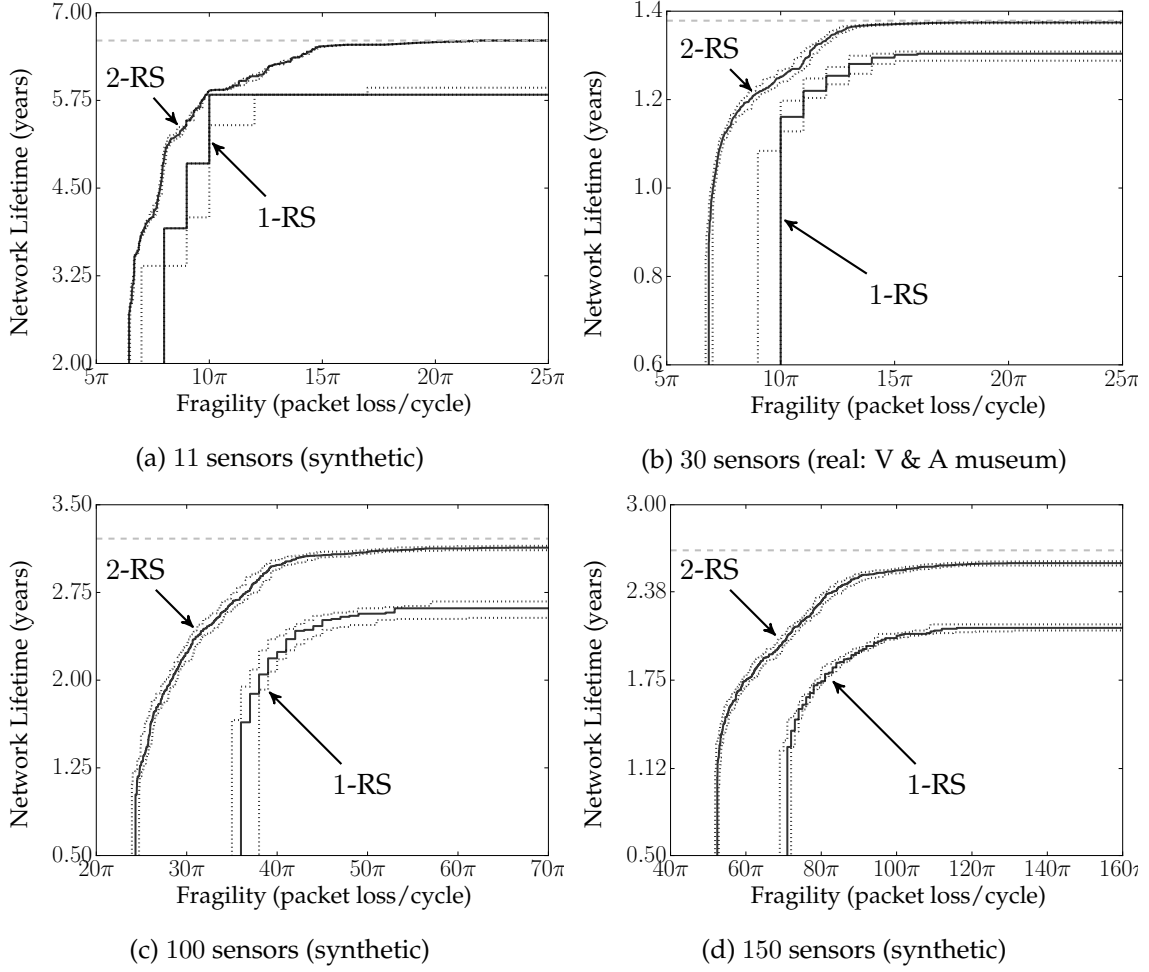 7.00
5.75
4.50
3.25
2.00
Network Lifetime (years)
2-RS
1-RS
5π 10π 15π 20π 25π
Fragility (packet loss/cycle)
(a) 11 sensors (synthetic)
1.4
1.2
1.0
0.8
0.6
Network Lifetime (years)
2-RS
1-RS
5π 10π 15π 20π 25π
Fragility (packet loss/cycle)
(b) 30 sensors (real: V & A museum)
3.50
2.75
2.00
1.25
0.50
Network Lifetime (years)
2-RS
1-RS
20π 30π 40π 50π 60π 70π
Fragility (packet loss/cycle)
(c) 100 sensors (synthetic)
3.00
2.38
1.75
1.12
0.50
Network Lifetime (years)
2-RS
1-RS
40π 60π 80π 100π 120π 140π 160π
Fragility (packet loss/cycle)
(d) 150 sensors (synthetic)